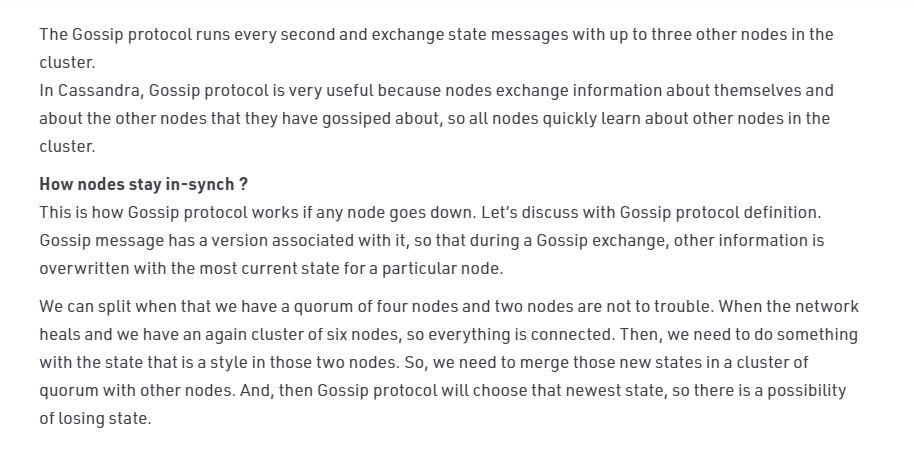 The Gossip protocol runs every second and exchange state messages with up to three other nodes in the
cluster.
In Cassandra, Gossip protocol is very useful because nodes exchange information about themselves and
about the other nodes that they have gossiped about, so all nodes quickly learn about other nodes in the
cluster.
How nodes stay in-synch ?
This is how Gossip protocol works if any node goes down. Let's discuss with Gossip protocol definition.
Gossip message has a version associated with it, so that during a Gossip exchange, other information is
overwritten with the most current state for a particular node.
We can split when that we have a quorum of four nodes and two nodes are not to trouble. When the network
heals and we have an again cluster of six nodes, so everything is connected. Then, we need to do something
with the state that is a style in those two nodes. So, we need to merge those new states in a cluster of
quorum with other nodes. And, then Gossip protocol will choose that newest state, so there is a possibility
of losing state.